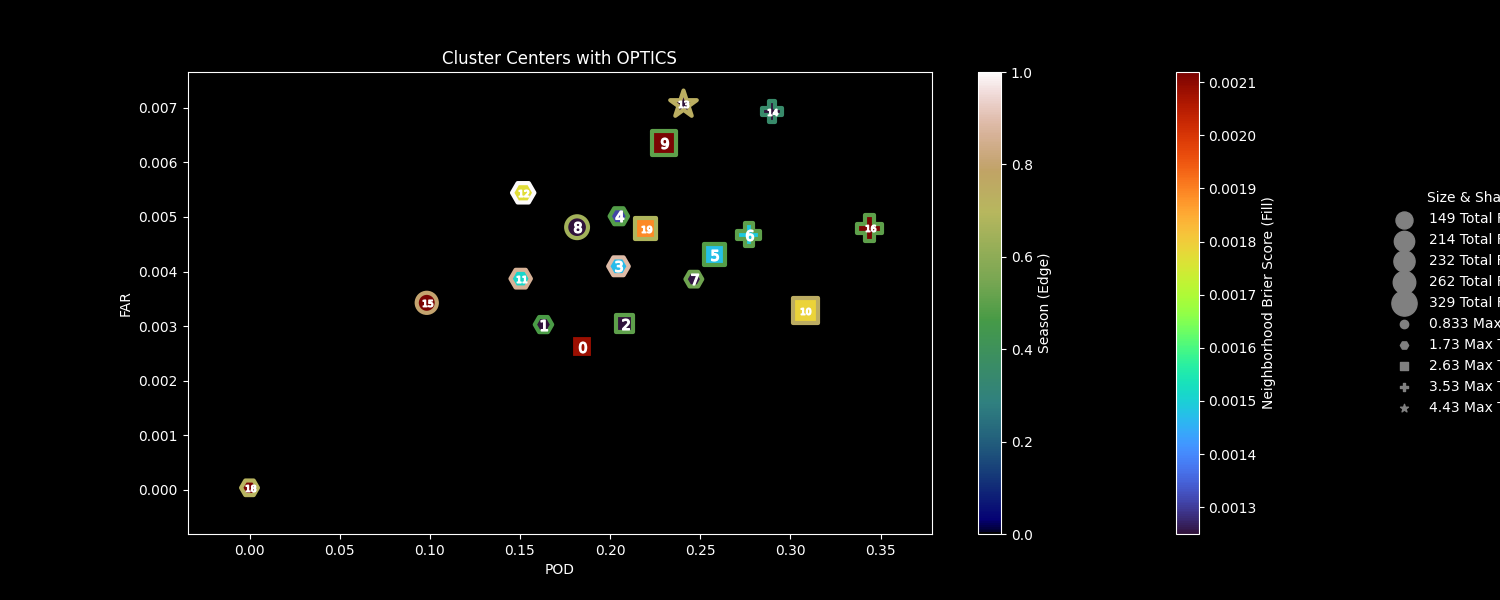 Cluster Centers with OPTICS
FAR
0.007
0.006
0.005
0.004
0.003
0.002
0.001
0.000
13
14
9
12
4
8
19
6
16
5
3
11
7
15
10
1
2
0
0.00 0.05 0.10 0.15 0.20 0.25 0.30 0.35
POD
1.0
0.8
0.6
0.4
0.2
0.0
Season (Edge)
0.0021
0.0020
0.0019
0.0018
0.0017
0.0016
0.0015
0.0014
0.0013
Neighborhood Brier Score (Fill)
Size & Sha
149 Total F
214 Total F
232 Total F
262 Total F
329 Total F
0.833 Max
1.73 Max T
2.63 Max T
3.53 Max T
4.43 Max T